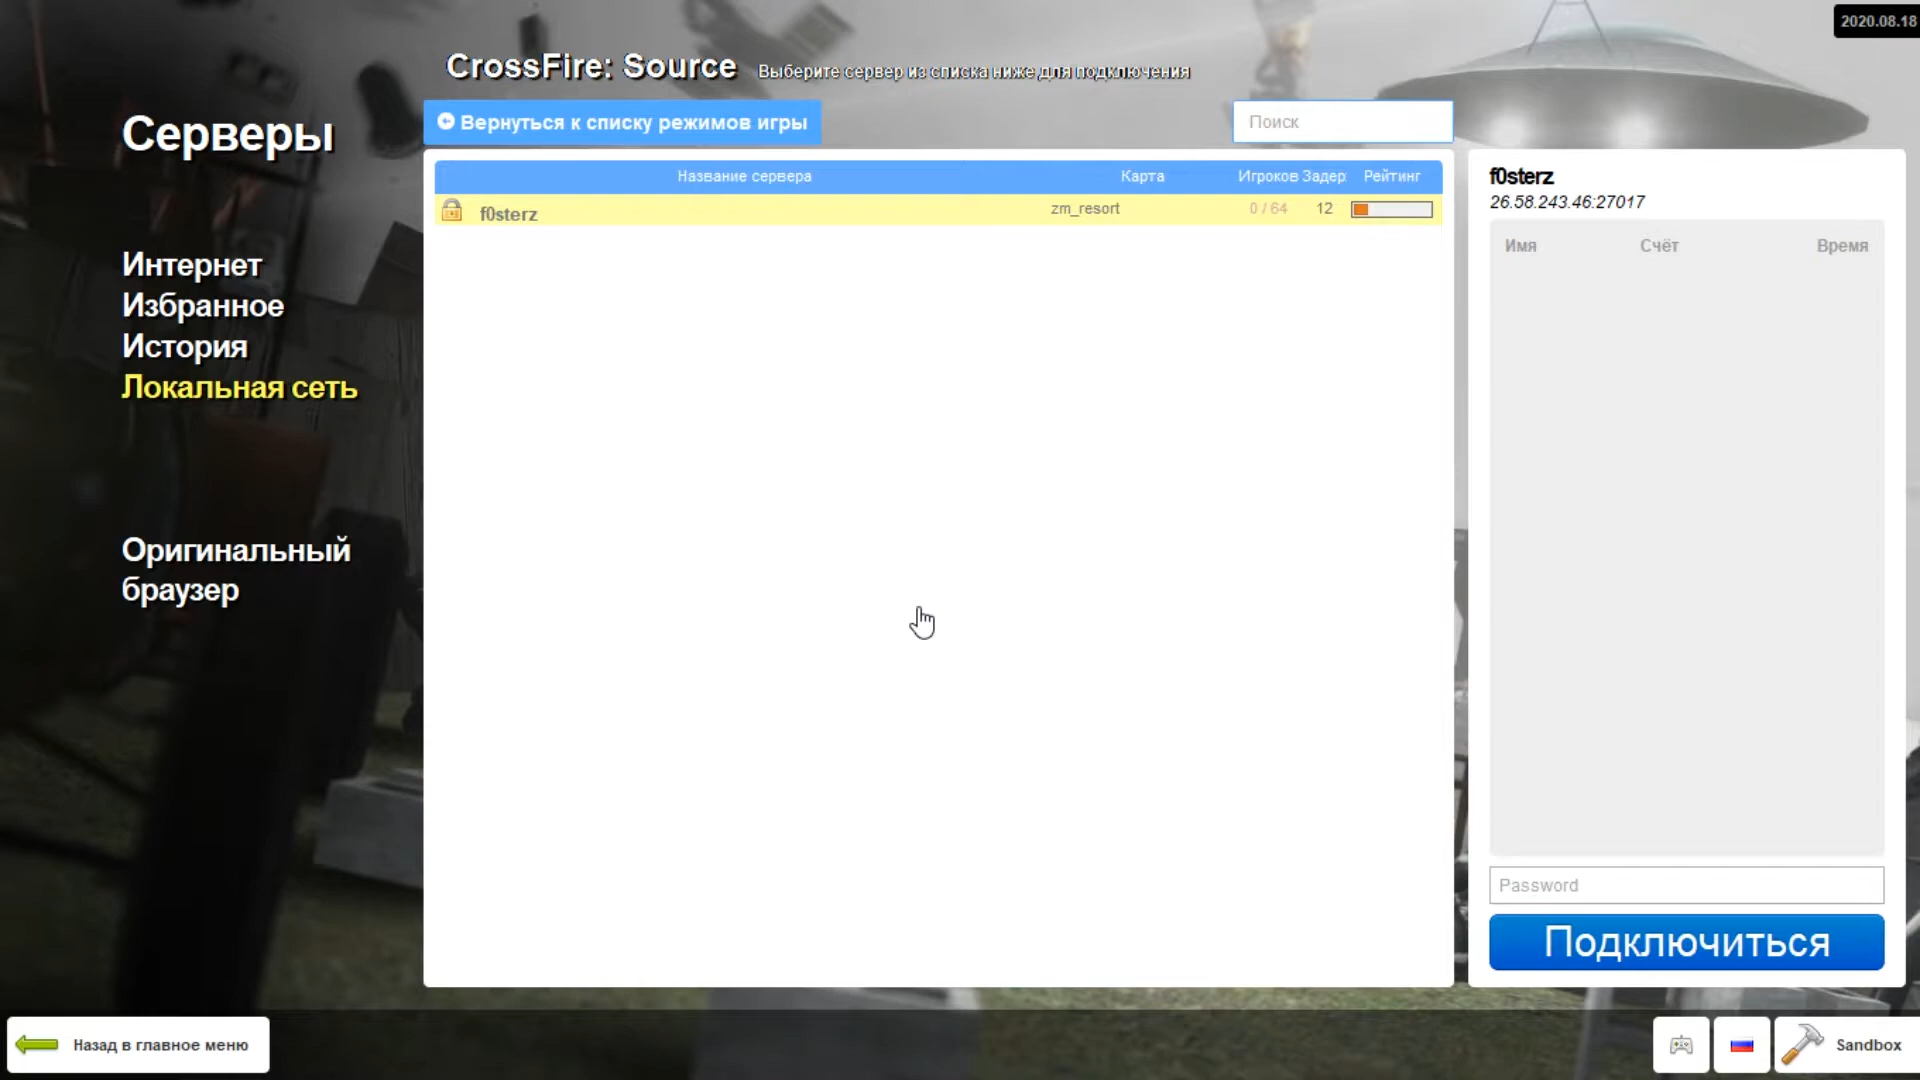 2020.08.18
CrossFire: Source Выберите сервер из списка ниже для подключения
Серверы
Вернуться к списку режимов игры
Поиск
Название сервера Карта Игроков Задер Рейтинг
f0sterz zm_resort 0 / 64 12
f0sterz
26.58.243.46:27017
Имя Счёт Время
Интернет
Избранное
История
Локальная сеть
Оригинальный
браузер
Password
Подключиться
Назад в главное меню
Sandbox